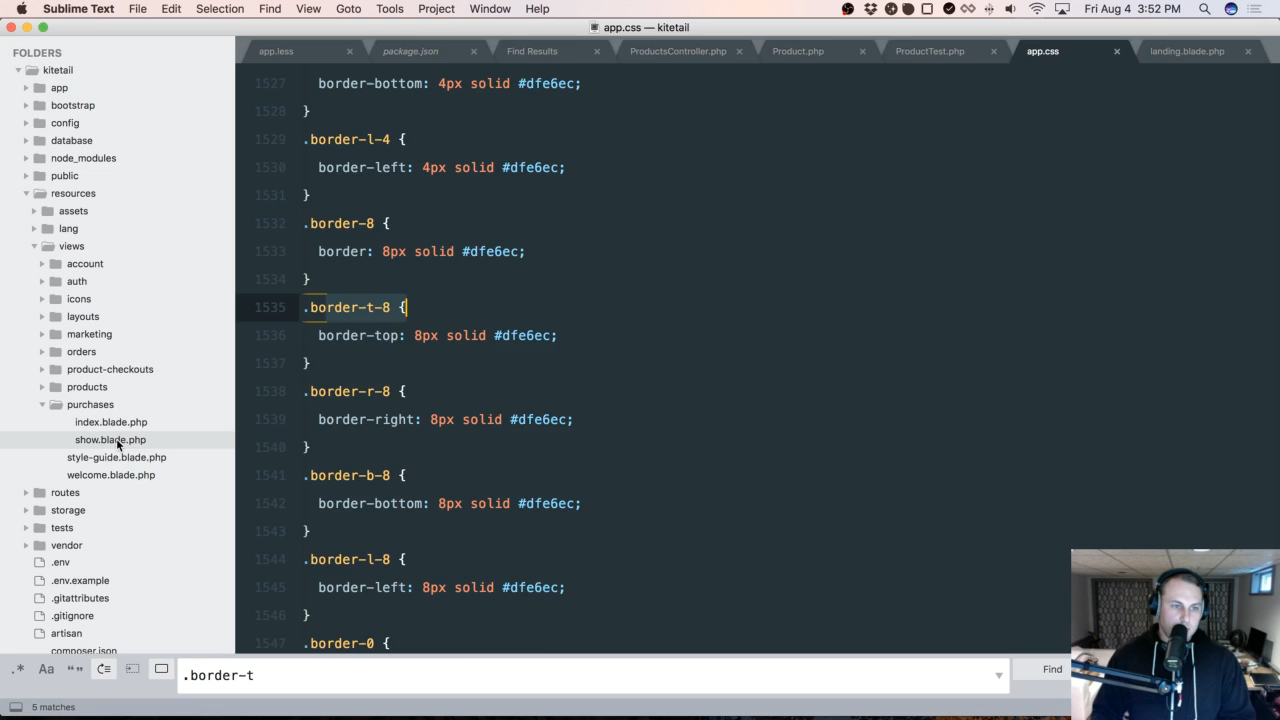 Sublime Text File Edit Selection Find View Goto Tools Project Window Help Fri Aug 4 3:52 PM
app.css — kitetail
FOLDERS
kitetail
app
bootstrap
config
database
node_modules
public
resources
assets
lang
views
account
auth
icons
layouts
marketing
orders
product-checkouts
products
purchases
index.blade.php
show.blade.php
style-guide.blade.php
welcome.blade.php
routes
storage
tests
vendor
.env
.env.example
.gitattributes
.gitignore
artisan
composer.json
app.less package.json Find Results ProductsController.php Product.php ProductTest.php app.css landing.blade.php
1527 border-bottom: 4px solid #dfe6ec;
1528 }
1529 .border-l-4 {
1530 border-left: 4px solid #dfe6ec;
1531 }
1532 .border-8 {
1533 border: 8px solid #dfe6ec;
1534 }
1535 .border-t-8 {
1536 border-top: 8px solid #dfe6ec;
1537 }
1538 .border-r-8 {
1539 border-right: 8px solid #dfe6ec;
1540 }
1541 .border-b-8 {
1542 border-bottom: 8px solid #dfe6ec;
1543 }
1544 .border-l-8 {
1545 border-left: 8px solid #dfe6ec;
1546 }
1547 .border-0 {
.* Aa “” .border-t Find
5 matches